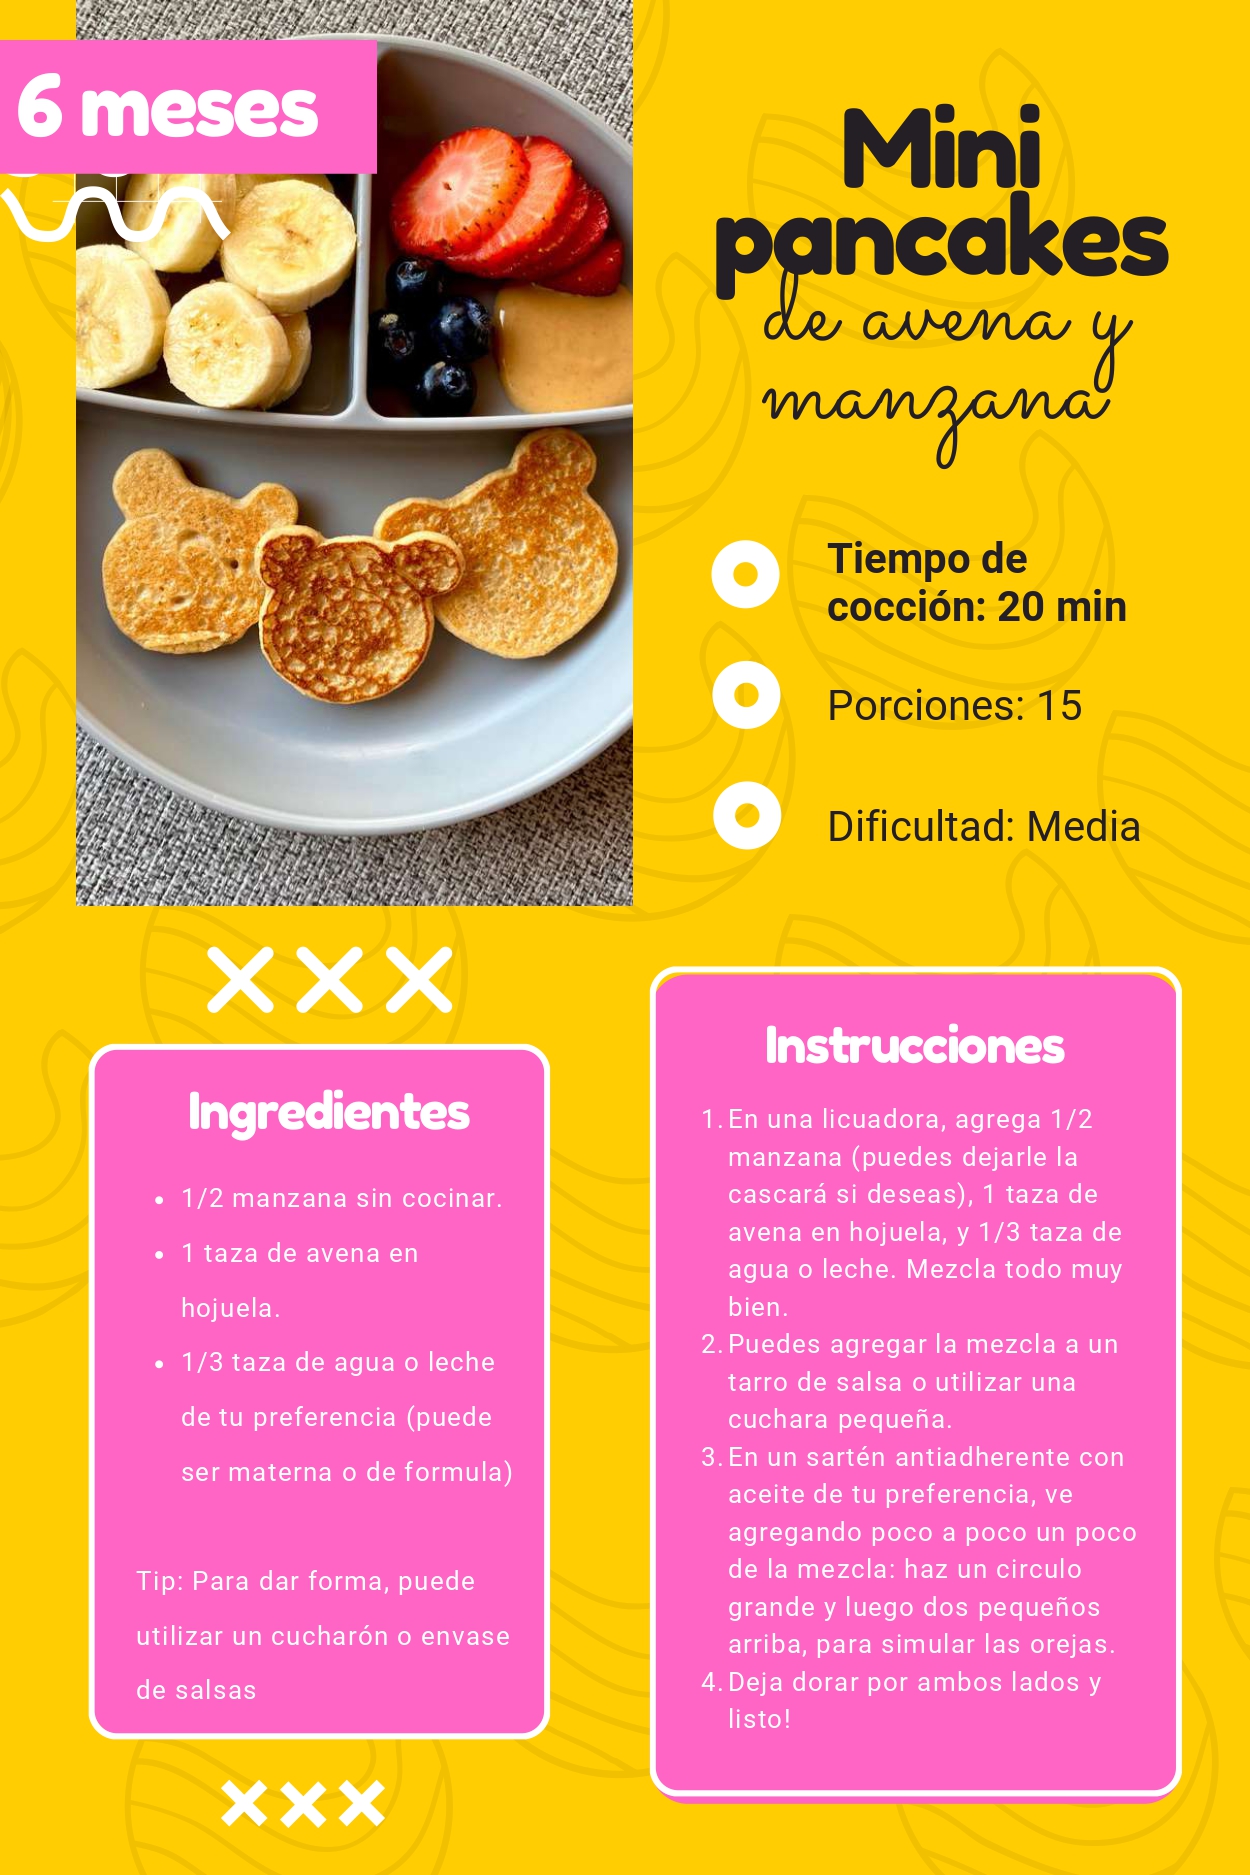 6 meses
Mini
pancakes
de avena y
manzana
Tiempo de
cocción: 20 min
Porciones: 15
Dificultad: Media
Ingredientes
• 1/2 manzana sin cocinar.
• 1 taza de avena en
hojuela.
• 1/3 taza de agua o leche
de tu preferencia (puede
ser materna o de formula)
Tip: Para dar forma, puede
utilizar un cucharón o envase
de salsas
Instrucciones
1. En una licuadora, agrega 1/2
manzana (puedes dejarle la
cascará si deseas), 1 taza de
avena en hojuela, y 1/3 taza de
agua o leche. Mezcla todo muy
bien.
2. Puedes agregar la mezcla a un
tarro de salsa o utilizar una
cuchara pequeña.
3. En un sartén antiadherente con
aceite de tu preferencia, ve
agregando poco a poco un poco
de la mezcla: haz un circulo
grande y luego dos pequeños
arriba, para simular las orejas.
4. Deja dorar por ambos lados y
listo!